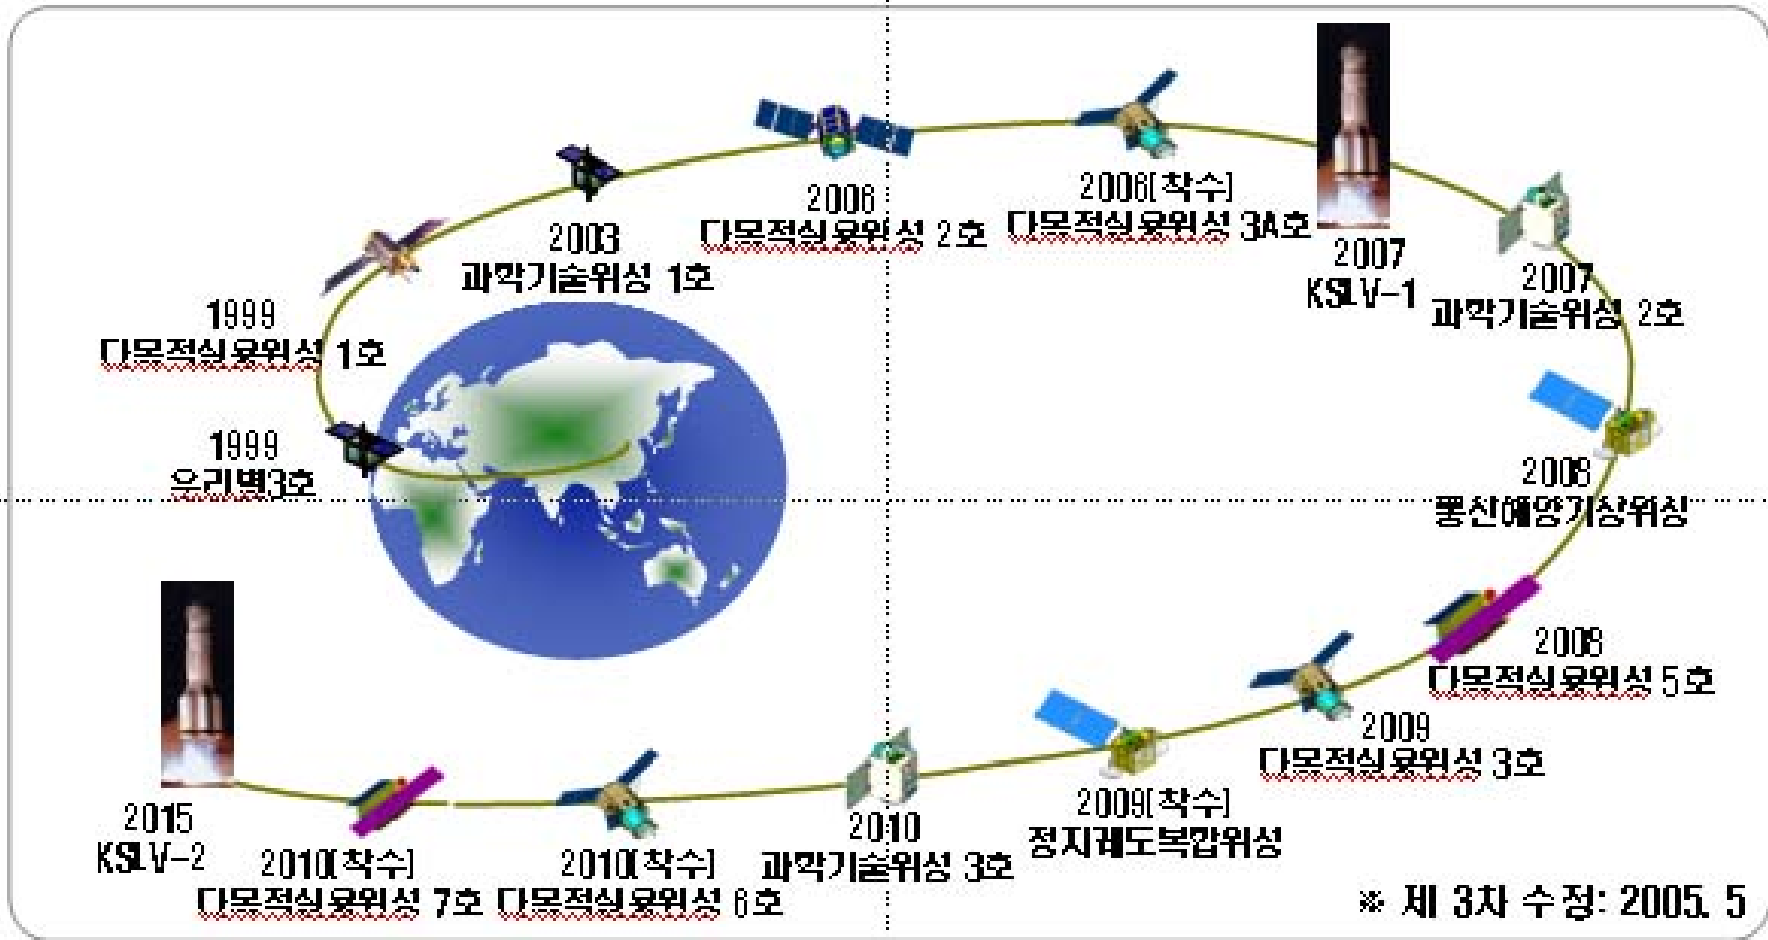 1999
우리별3호
1999
다목적실용위성 1호
2003
과학기술위성 1호
2006
다목적실용위성 2호
2006(착수)
다목적실용위성 3A호
2007
KSLV-1
2007
과학기술위성 2호
2008
통신해양기상위성
2008
다목적실용위성 5호
2009
다목적실용위성 3호
2009(착수)
정지궤도복합위성
2010
과학기술위성 3호
2010(착수)
다목적실용위성 6호
2010(착수)
다목적실용위성 7호
2015
KSLV-2
※ 제 3차 수정: 2005. 5